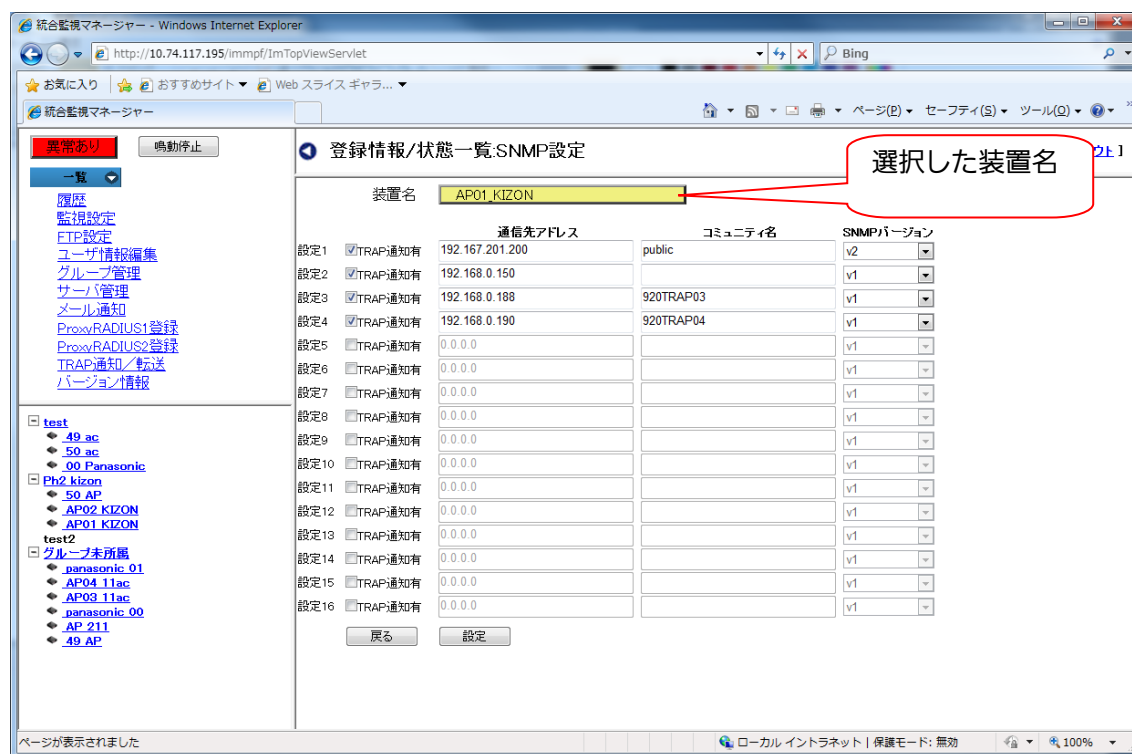 統合監視マネージャー - Windows Internet Explorer
http://10.74.117.195/immpf/ImTopViewServlet
Bing
お気に入り おすすめサイト Web スライス ギャラ...
統合監視マネージャー
ページ(P) セーフティ(S) ツール(O)
異常あり 鳴動停止
一覧
履歴
監視設定
FTP設定
ユーザ情報編集
グループ管理
サーバ管理
メール通知
ProxyRADIUS1登録
ProxyRADIUS2登録
TRAP通知/転送
バージョン情報
test
49 ac
50 ac
00 Panasonic
Ph2 kizon
50 AP
AP02 KIZON
AP01 KIZON
test2
グループ未所属
panasonic 01
AP04 11ac
AP03 11ac
panasonic 00
AP 211
49 AP
登録情報/状態一覧:SNMP設定
ウト ]
選択した装置名
装置名 AP01_KIZON
通信先アドレス コミュニティ名 SNMPバージョン
設定1 TRAP通知有 192.167.201.200 public v2
設定2 TRAP通知有 192.168.0.150 v1
設定3 TRAP通知有 192.168.0.188 920TRAP03 v1
設定4 TRAP通知有 192.168.0.190 920TRAP04 v1
設定5 TRAP通知有 0.0.0.0 v1
設定6 TRAP通知有 0.0.0.0 v1
設定7 TRAP通知有 0.0.0.0 v1
設定8 TRAP通知有 0.0.0.0 v1
設定9 TRAP通知有 0.0.0.0 v1
設定10 TRAP通知有 0.0.0.0 v1
設定11 TRAP通知有 0.0.0.0 v1
設定12 TRAP通知有 0.0.0.0 v1
設定13 TRAP通知有 0.0.0.0 v1
設定14 TRAP通知有 0.0.0.0 v1
設定15 TRAP通知有 0.0.0.0 v1
設定16 TRAP通知有 0.0.0.0 v1
戻る 設定
ページが表示されました ローカル イントラネット | 保護モード: 無効 100%